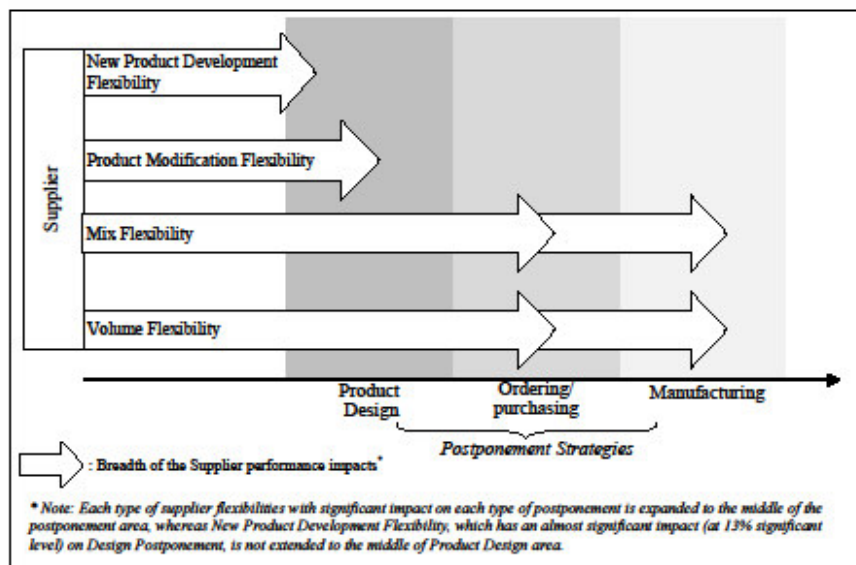 New Product Development
Flexibility
Product Modification Flexibility
Supplier
Mix Flexibility
Volume Flexibility
Product
Design
Ordering/
purchasing
Manufacturing
Postponement Strategies
: Breadth of the Supplier performance impacts*
* Note: Each type of supplier flexibilities with significant impact on each type of postponement is expanded to the middle of the
postponement area, whereas New Product Development Flexibility, which has an almost significant impact (at 13% significant
level) on Design Postponement, is not extended to the middle of Product Design area.